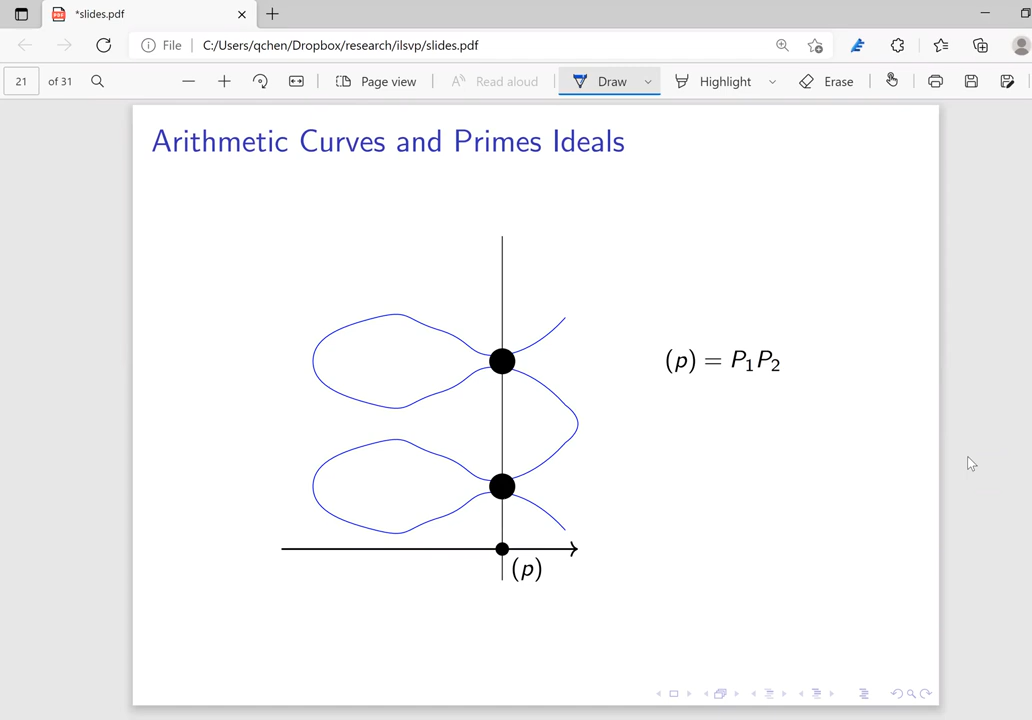 *slides.pdf
File C:/Users/qchen/Dropbox/research/ilsvp/slides.pdf
21 of 31 Page view Read aloud Draw Highlight Erase
Arithmetic Curves and Primes Ideals
(p) = P₁P₂
(p)